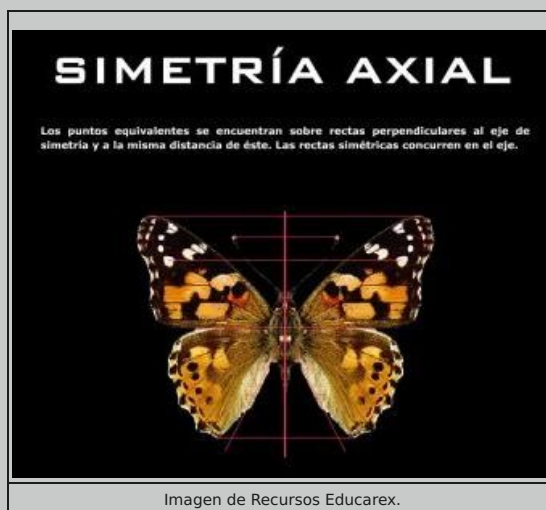 SIMETRÍA AXIAL
Los puntos equivalentes se encuentran sobre rectas perpendiculares al eje de
simetría y a la misma distancia de éste. Las rectas simétricas concurren en el eje.
Imagen de Recursos Educarex.